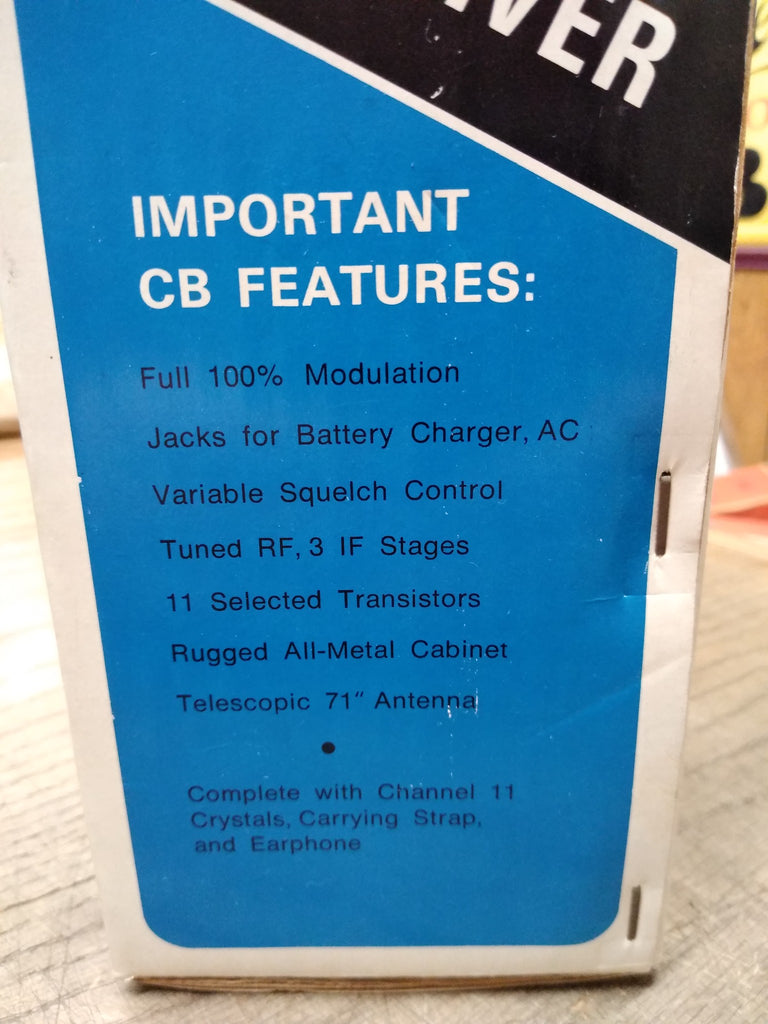 IMPORTANT
CB FEATURES:
Full 100% Modulation
Jacks for Battery Charger, AC
Variable Squelch Control
Tuned RF, 3 IF Stages
11 Selected Transistors
Rugged All-Metal Cabinet
Telescopic 71" Antenna
•
Complete with Channel 11
Crystals, Carrying Strap,
and Earphone